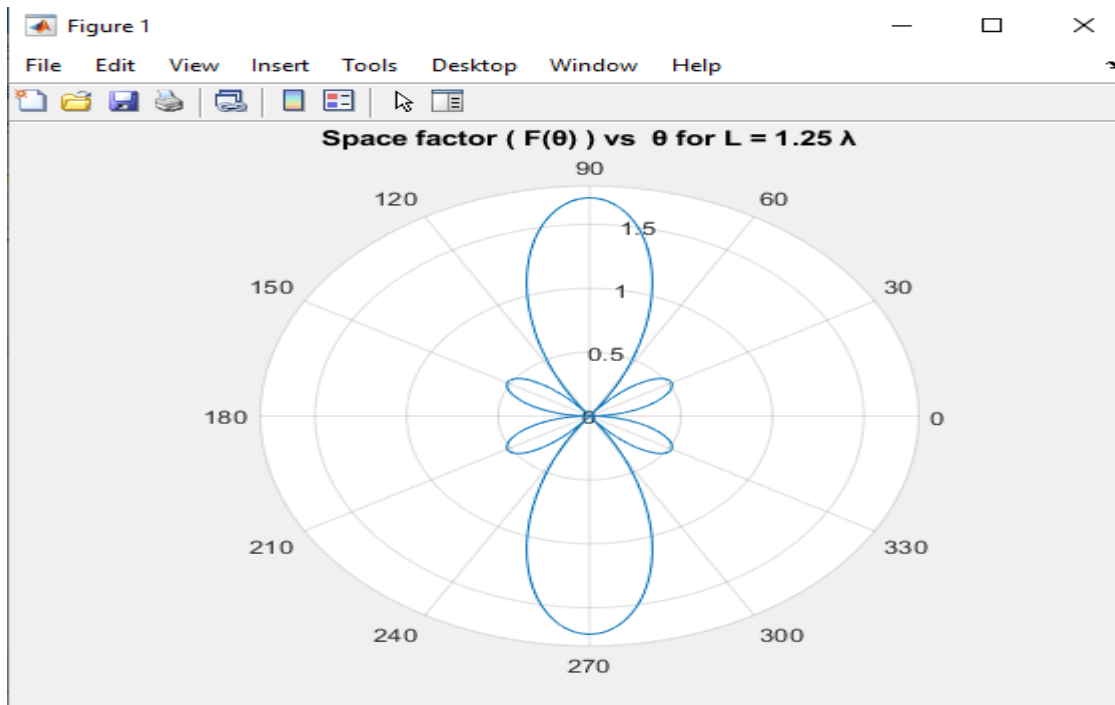 Figure 1
File Edit View Insert Tools Desktop Window Help
Space factor ( F(θ) ) vs θ for L = 1.25 λ
90
120 60
1.5
150 30
1
0.5
180 0 0
210 330
240 300
270